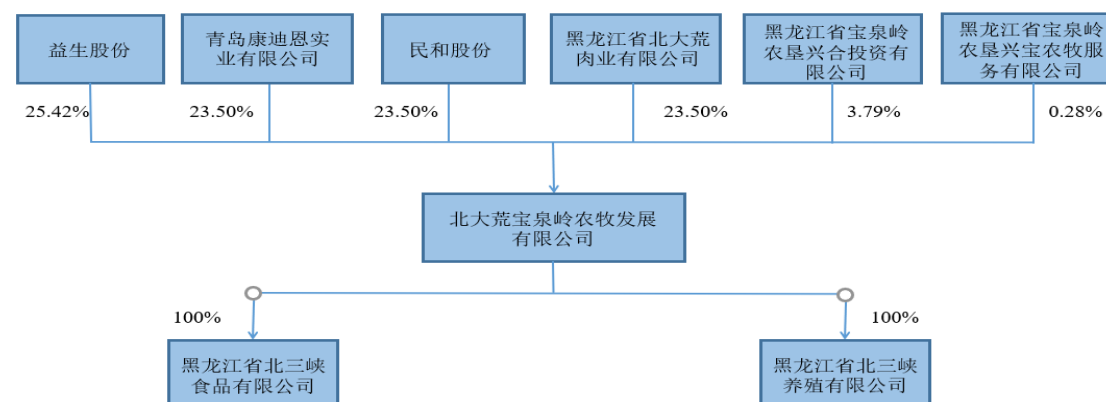 益生股份
青岛康迪恩实
业有限公司
民和股份
黑龙江省北大荒
肉业有限公司
黑龙江省宝泉岭
农垦兴合投资有
限公司
黑龙江省宝泉岭
农垦兴宝农牧服
务有限公司
25.42%
23.50%
23.50%
23.50%
3.79%
0.28%
北大荒宝泉岭农牧发展
有限公司
100%
100%
黑龙江省北三峡
食品有限公司
黑龙江省北三峡
养殖有限公司